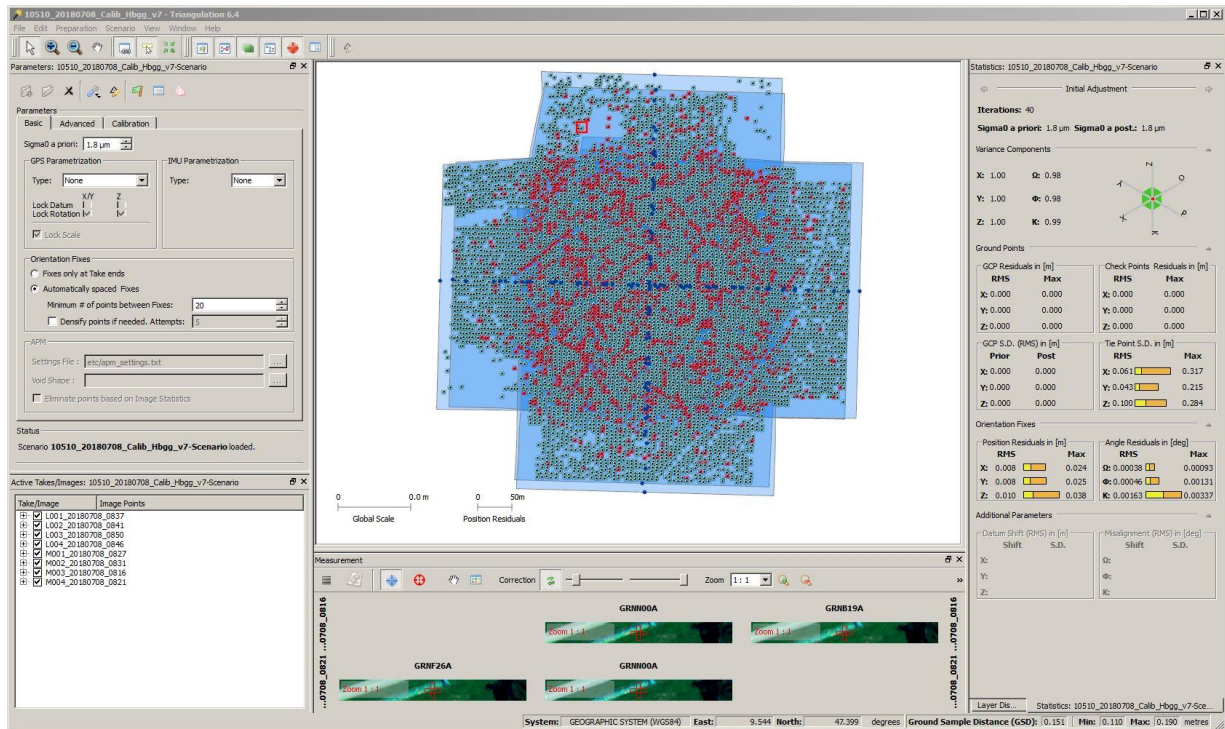 10510_20180708_Calib_Hbgg_v7 - Triangulation 6.4
File Edit Preparation Scenario View Window Help
Parameters: 10510_20180708_Calib_Hbgg_v7-Scenario
Parameters
Basic Advanced Calibration
Sigma0 a priori: 1.8 µm
GPS Parametrization
Type: None
X/Y Z
Lock Datum
Lock Rotation
Lock Scale
IMU Parametrization
Type: None
Orientation Fixes
Fixes only at Take ends
Automatically spaced Fixes
Minimum # of points between Fixes: 20
Densify points if needed. Attempts: 5
APM
Settings File : etc/apm_settings.txt ...
Void Shape : ...
Eliminate points based on Image Statistics
Status
Scenario 10510_20180708_Calib_Hbgg_v7-Scenario loaded.
Active Takes/Images: 10510_20180708_Calib_Hbgg_v7-Scenario
Take/Image Image Points
L001_20180708_0837
L002_20180708_0841
L003_20180708_0850
L004_20180708_0846
M001_20180708_0827
M002_20180708_0831
M003_20180708_0816
M004_20180708_0821
0 0.0 m
Global Scale
0 50m
Position Residuals
Measurement
Correction Zoom 1:1 »
...0708_0816
GRNN00A GRNB19A
Zoom 1 : 1 Zoom 1 : 1
...0708_0816
...0708_0821
GRNF26A GRNN00A
Zoom 1 : 1 Zoom 1 : 1
...0708_0821
Statistics: 10510_20180708_Calib_Hbgg_v7-Scenario
Initial Adjustment
Iterations: 40
Sigma0 a priori: 1.8 µm Sigma0 a post.: 1.8 µm
Variance Components
X: 1.00 Ω: 0.98
Y: 1.00 Φ: 0.98
Z: 1.00 K: 0.99
Z
Y O
X P
K
Ground Points
GCP Residuals in [m]
RMS Max
X: 0.000 0.000
Y: 0.000 0.000
Z: 0.000 0.000
Check Points Residuals in [m]
RMS Max
X: 0.000 0.000
Y: 0.000 0.000
Z: 0.000 0.000
GCP S.D. (RMS) in [m]
Prior Post
X: 0.000 0.000
Y: 0.000 0.000
Z: 0.000 0.000
Tie Point S.D. in [m]
RMS Max
X: 0.061 0.317
Y: 0.043 0.215
Z: 0.100 0.284
Orientation Fixes
Position Residuals in [m]
RMS Max
X: 0.008 0.024
Y: 0.008 0.025
Z: 0.010 0.038
Angle Residuals in [deg]
RMS Max
Ω: 0.00038 0.00093
Φ: 0.00046 0.00131
K: 0.00163 0.00337
Additional Parameters
Datum Shift (RMS) in [m]
Shift S.D.
X:
Y:
Z:
Misalignment (RMS) in [deg]
Shift S.D.
Ω:
Φ:
K:
Layer Dis... Statistics: 10510_20180708_Calib_Hbgg_v7-Sce...
System: GEOGRAPHIC SYSTEM (WGS84) East: 9.544 North: 47.399 degrees Ground Sample Distance (GSD): 0.151 Min: 0.110 Max: 0.190 metres